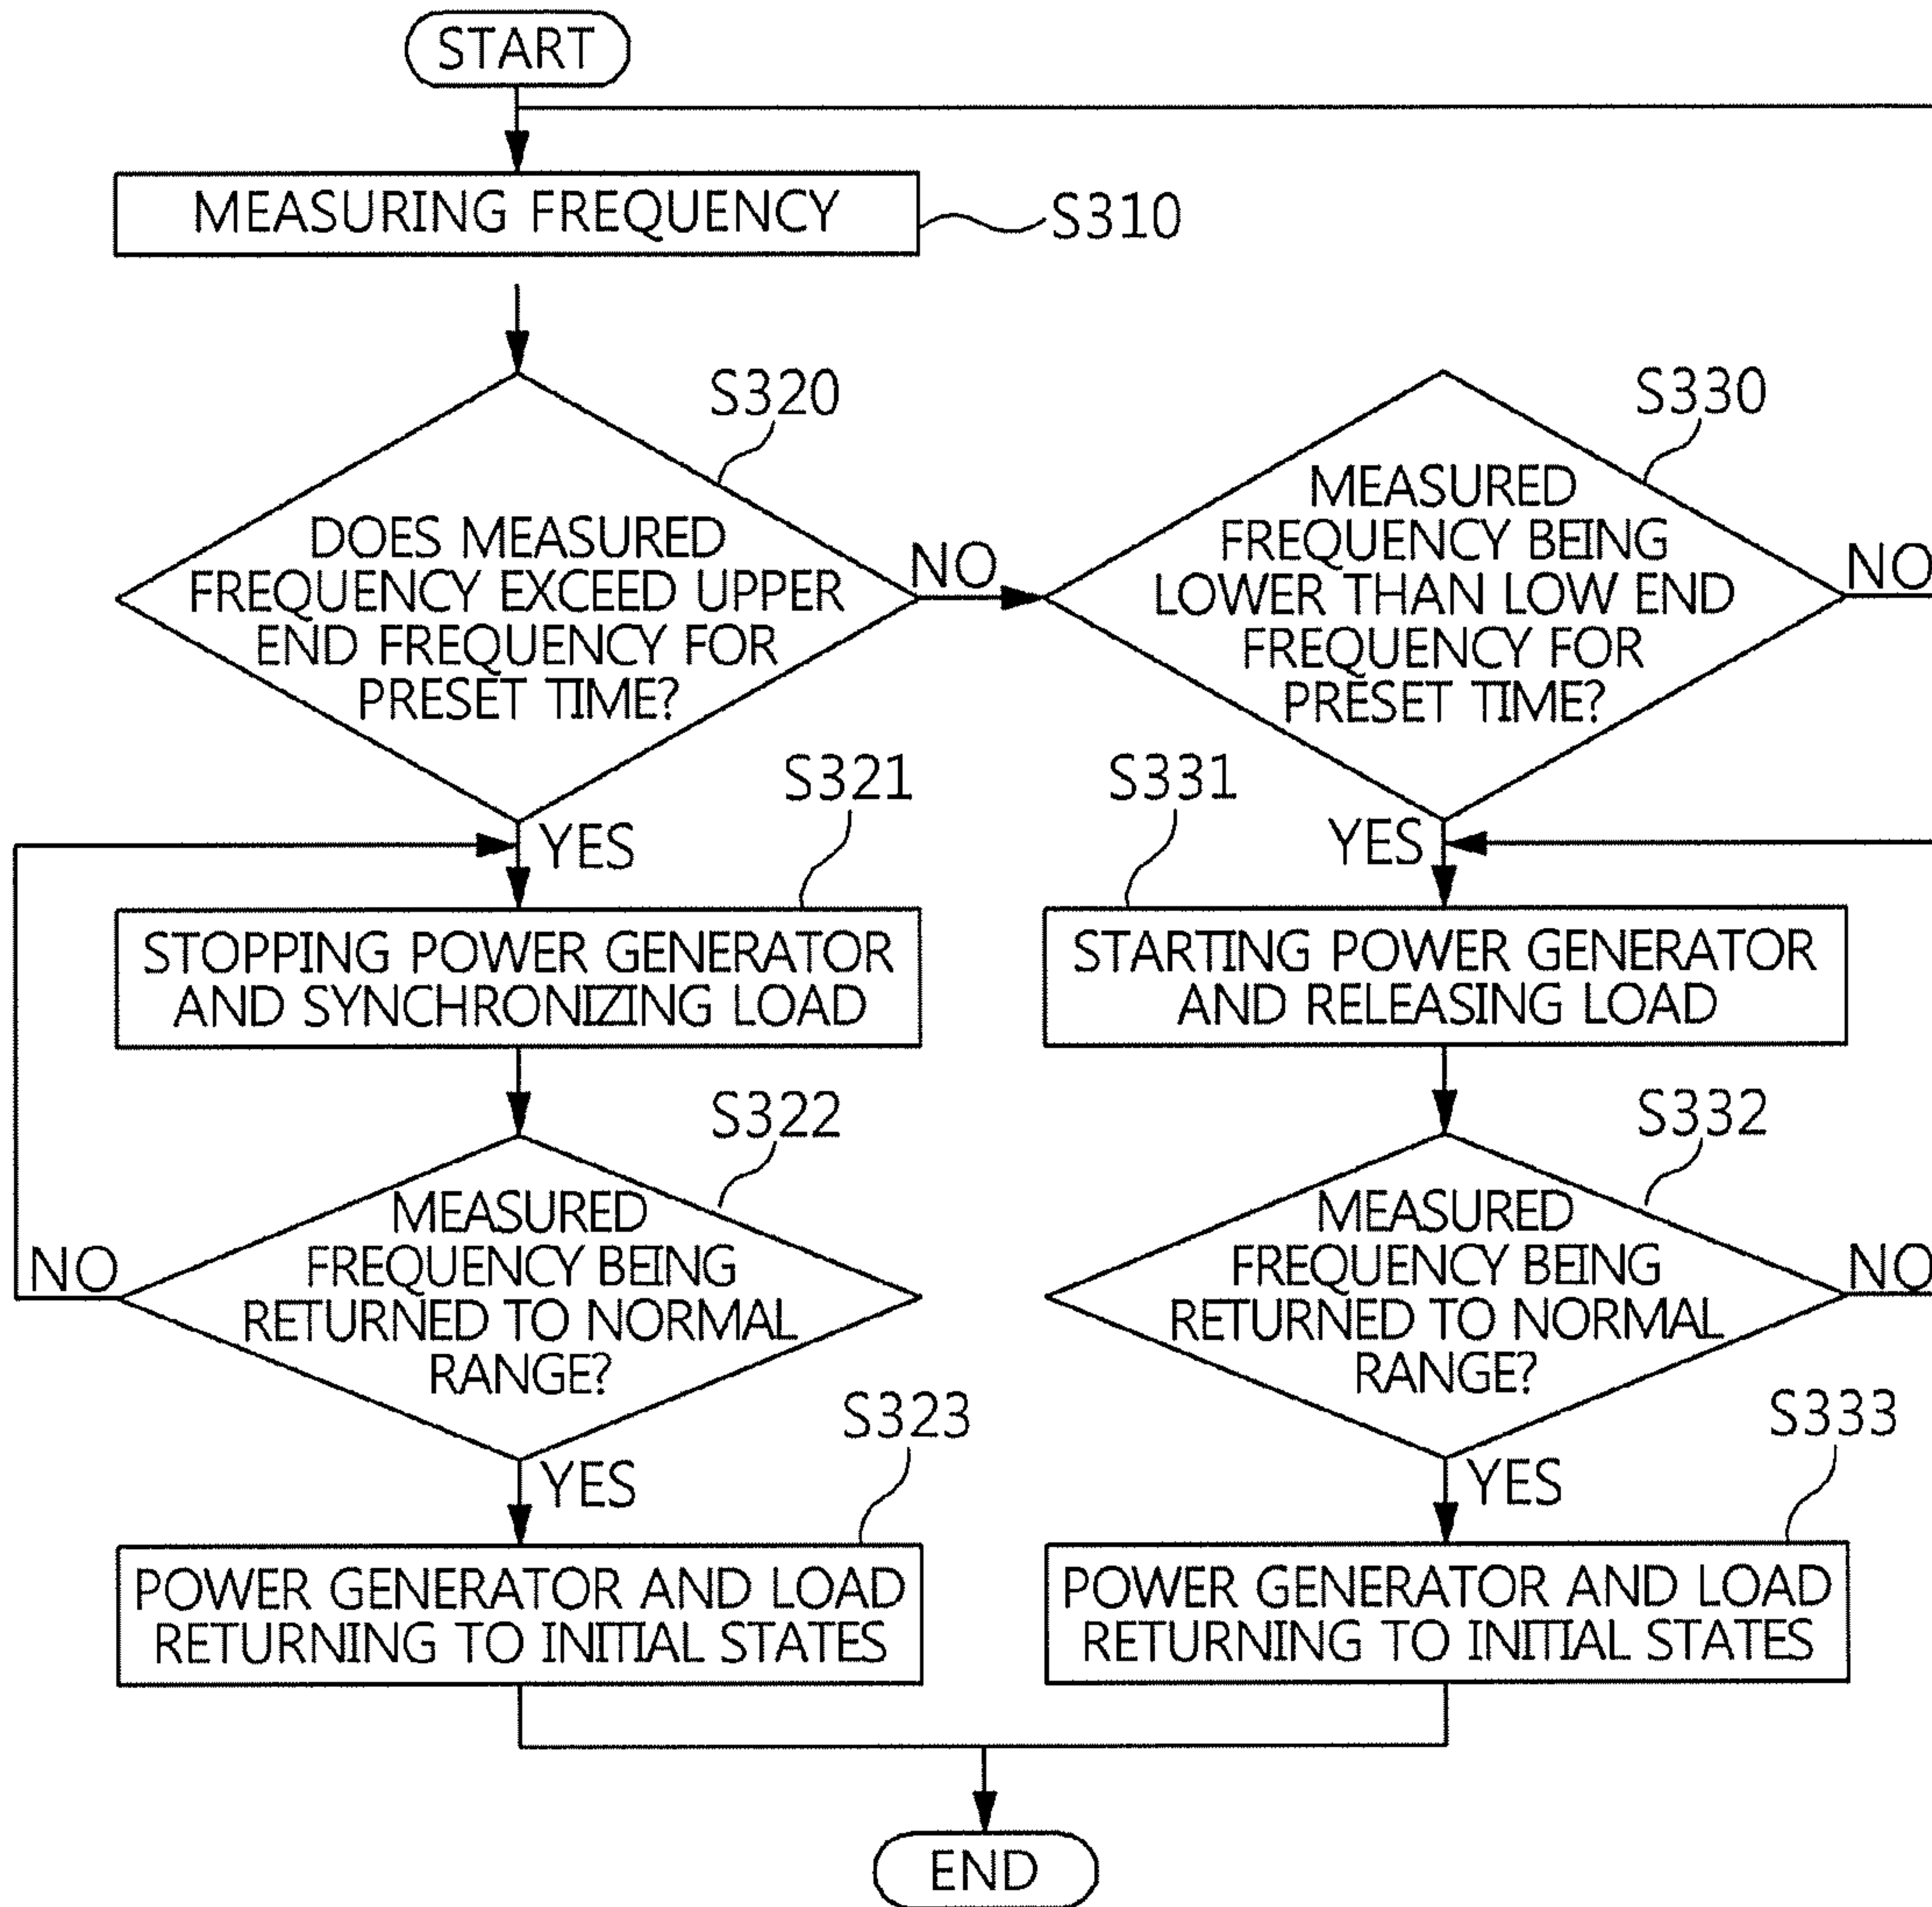 START
MEASURING FREQUENCY
S310
S320
DOES MEASURED
FREQUENCY EXCEED UPPER
END FREQUENCY FOR
PRESET TIME?
NO
S330
MEASURED
FREQUENCY BEING
LOWER THAN LOW END
FREQUENCY FOR
PRESET TIME?
NO
YES
S321
S331
YES
STOPPING POWER GENERATOR
AND SYNCHRONIZING LOAD
STARTING POWER GENERATOR
AND RELEASING LOAD
S322
MEASURED
FREQUENCY BEING
RETURNED TO NORMAL
RANGE?
NO
S332
MEASURED
FREQUENCY BEING
RETURNED TO NORMAL
RANGE?
NO
YES
S323
YES
S333
POWER GENERATOR AND LOAD
RETURNING TO INITIAL STATES
POWER GENERATOR AND LOAD
RETURNING TO INITIAL STATES
END